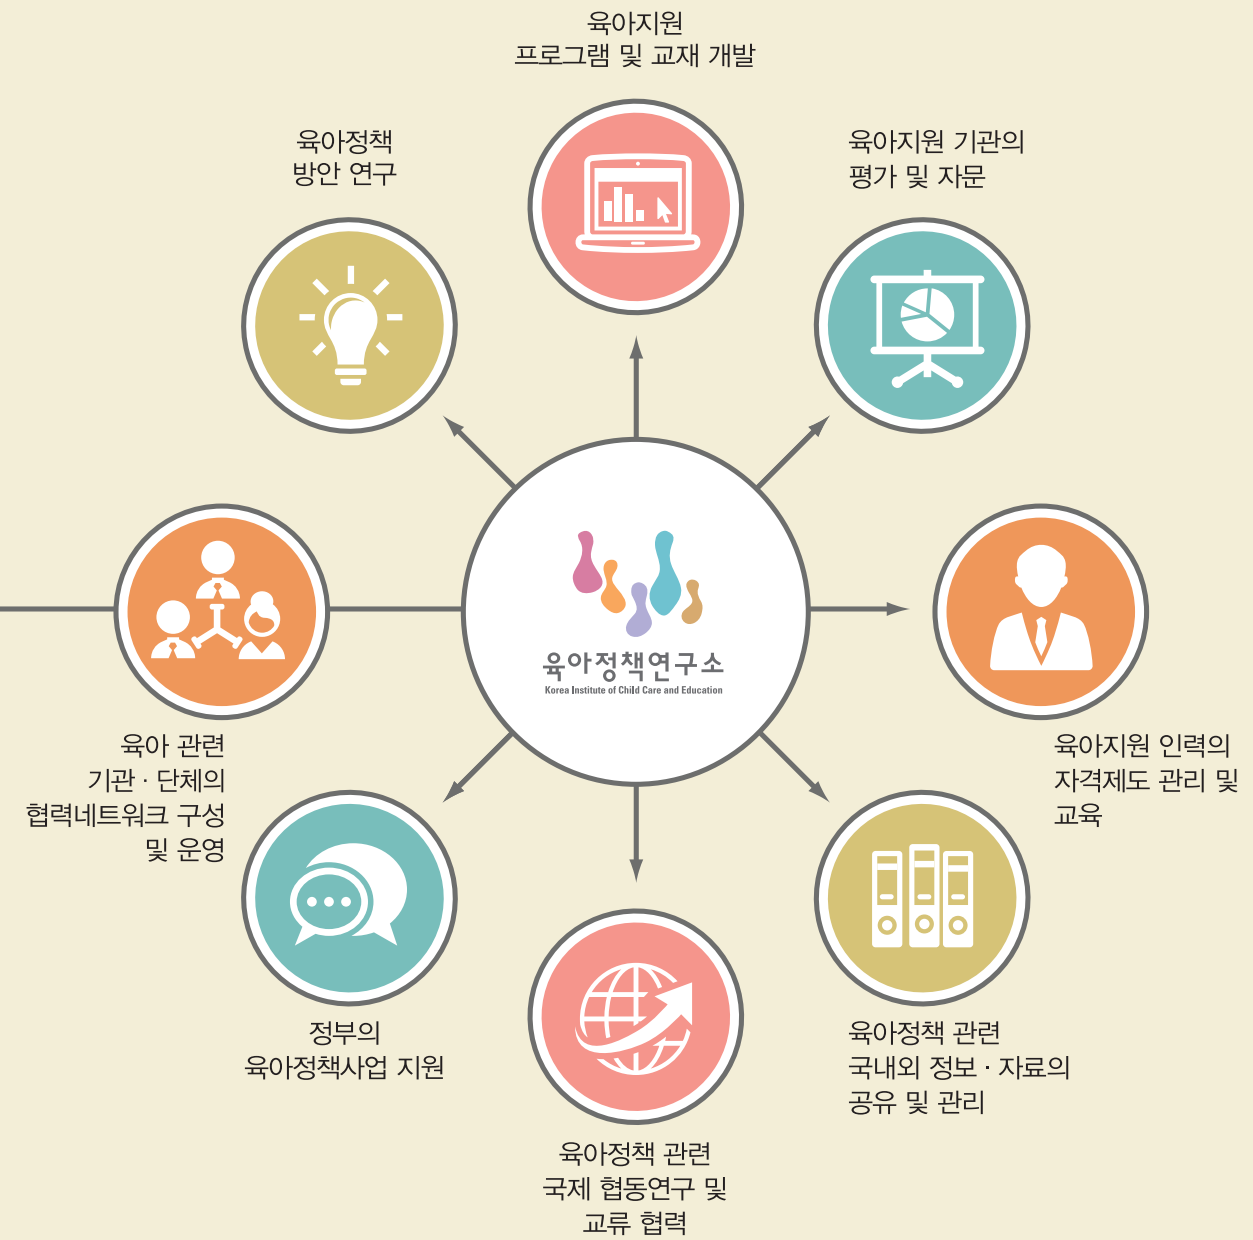 육아지원
프로그램 및 교재 개발
육아정책
방안 연구
육아지원 기관의
평가 및 자문
육아정책연구소
Korea Institute of Child Care and Education
육아 관련
기관 · 단체의
협력네트워크 구성
및 운영
육아지원 인력의
자격제도 관리 및
교육
정부의
육아정책사업 지원
육아정책 관련
국내외 정보 · 자료의
공유 및 관리
육아정책 관련
국제 협동연구 및
교류 협력